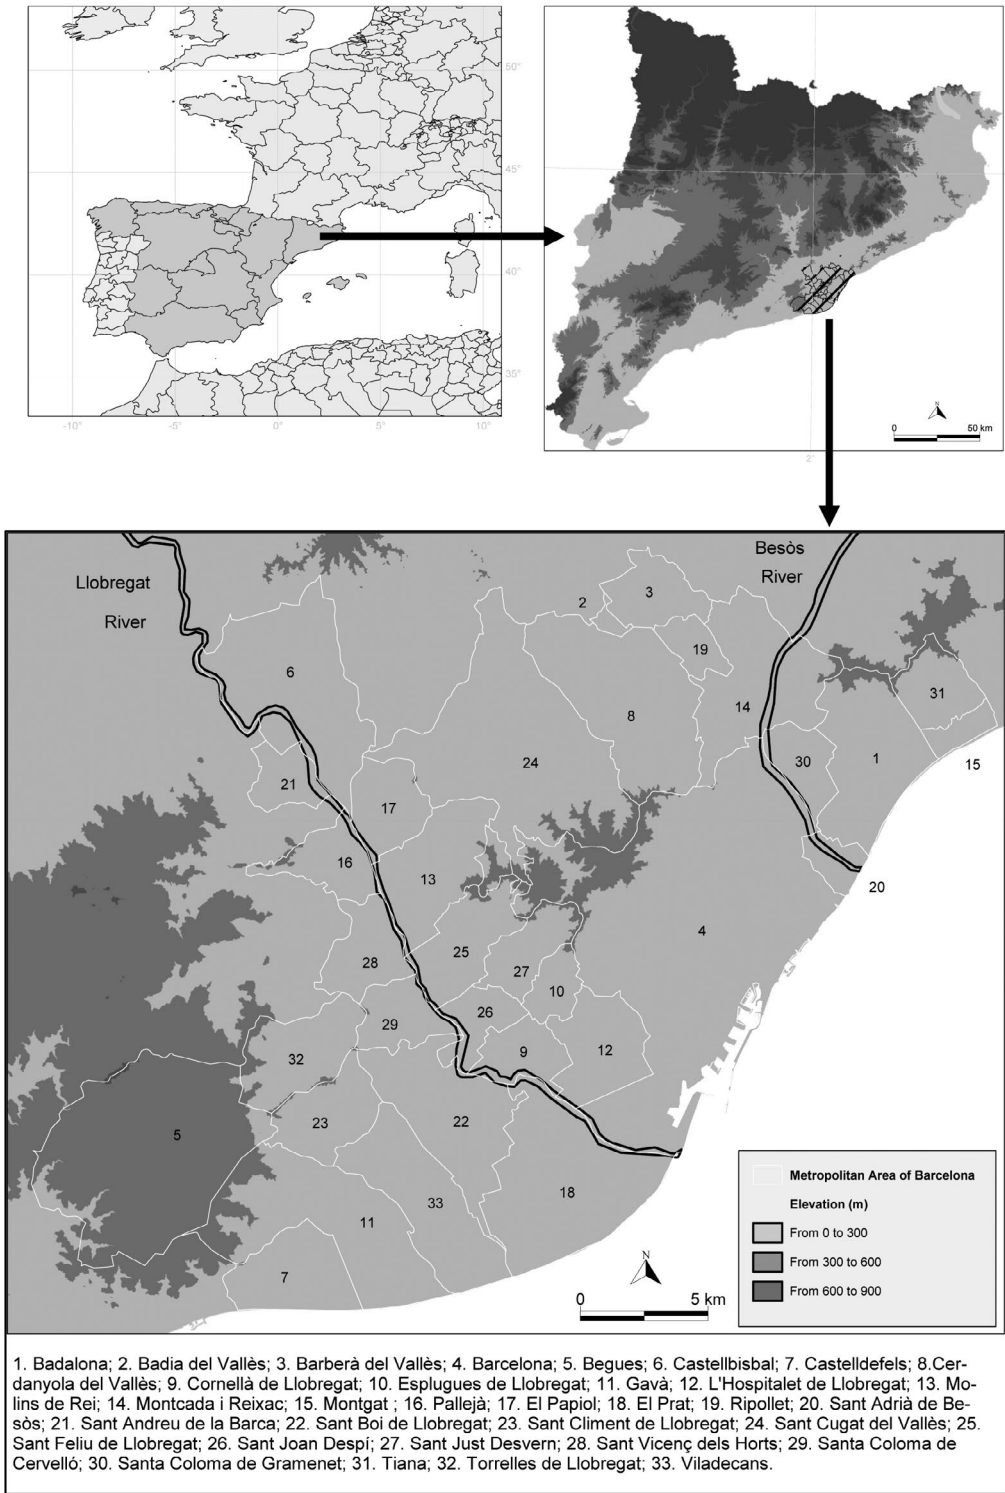 50°
45°
40°
35°
-10°
-5°
0°
5°
10°
N
0
50 km
2°
Llobregat
River
Besòs
River
2
3
19
6
31
14
8
24
30
1
15
21
17
16
13
20
4
25
28
27
10
26
29
9
12
32
23
22
5
18
33
11
7
N
0
5 km
Metropolitan Area of Barcelona
Elevation (m)
From 0 to 300
From 300 to 600
From 600 to 900
1. Badalona; 2. Badia del Vallès; 3. Barberà del Vallès; 4. Barcelona; 5. Begues; 6. Castellbisbal; 7. Castelldefels; 8.Cer-
danyola del Vallès; 9. Cornellà de Llobregat; 10. Esplugues de Llobregat; 11. Gavà; 12. L'Hospitalet de Llobregat; 13. Mo-
lins de Rei; 14. Montcada i Reixac; 15. Montgat ; 16. Pallejà; 17. El Papiol; 18. El Prat; 19. Ripollet; 20. Sant Adrià de Be-
sòs; 21. Sant Andreu de la Barca; 22. Sant Boi de Llobregat; 23. Sant Climent de Llobregat; 24. Sant Cugat del Vallès; 25.
Sant Feliu de Llobregat; 26. Sant Joan Despí; 27. Sant Just Desvern; 28. Sant Vicenç dels Horts; 29. Santa Coloma de
Cervelló; 30. Santa Coloma de Gramenet; 31. Tiana; 32. Torrelles de Llobregat; 33. Viladecans.